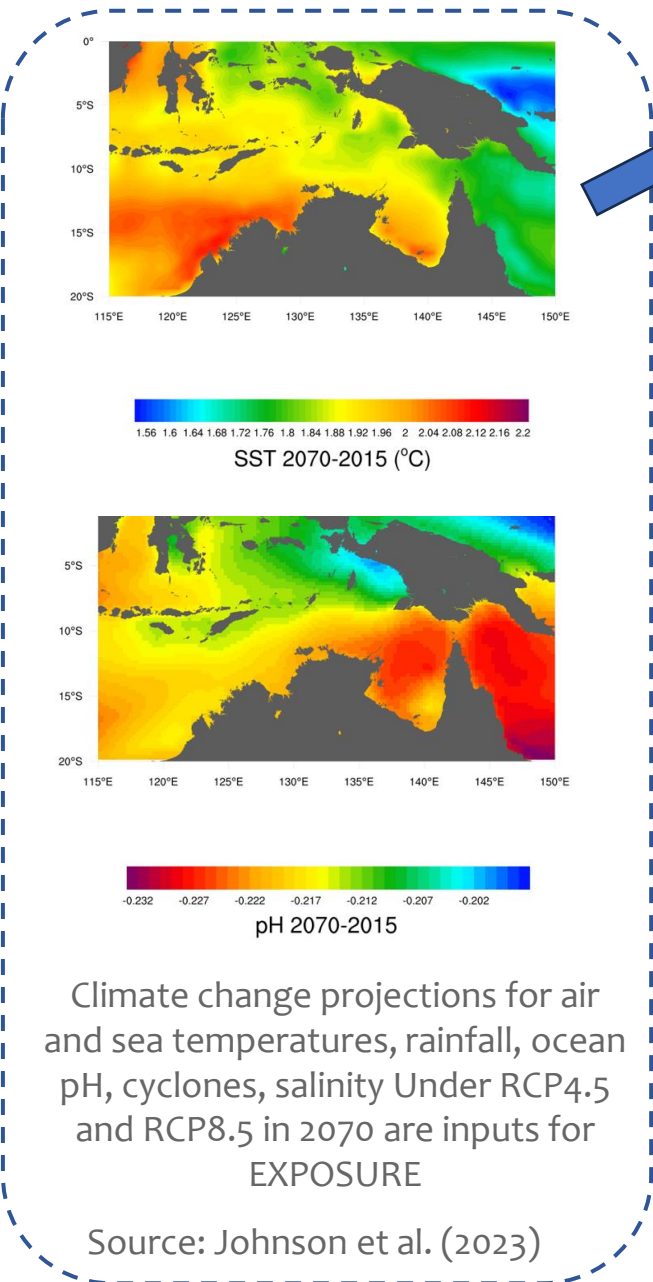 0°
5°S
10°S
15°S
20°S
115°E 120°E 125°E 130°E 135°E 140°E 145°E 150°E
1.56 1.6 1.64 1.68 1.72 1.76 1.8 1.84 1.88 1.92 1.96 2 2.04 2.08 2.12 2.16 2.2
SST 2070-2015 (°C)
5°S
10°S
15°S
20°S
115°E 120°E 125°E 130°E 135°E 140°E 145°E 150°E
-0.232 -0.227 -0.222 -0.217 -0.212 -0.207 -0.202
pH 2070-2015
Climate change projections for air
and sea temperatures, rainfall, ocean
pH, cyclones, salinity Under RCP4.5
and RCP8.5 in 2070 are inputs for
EXPOSURE
Source: Johnson et al. (2023)